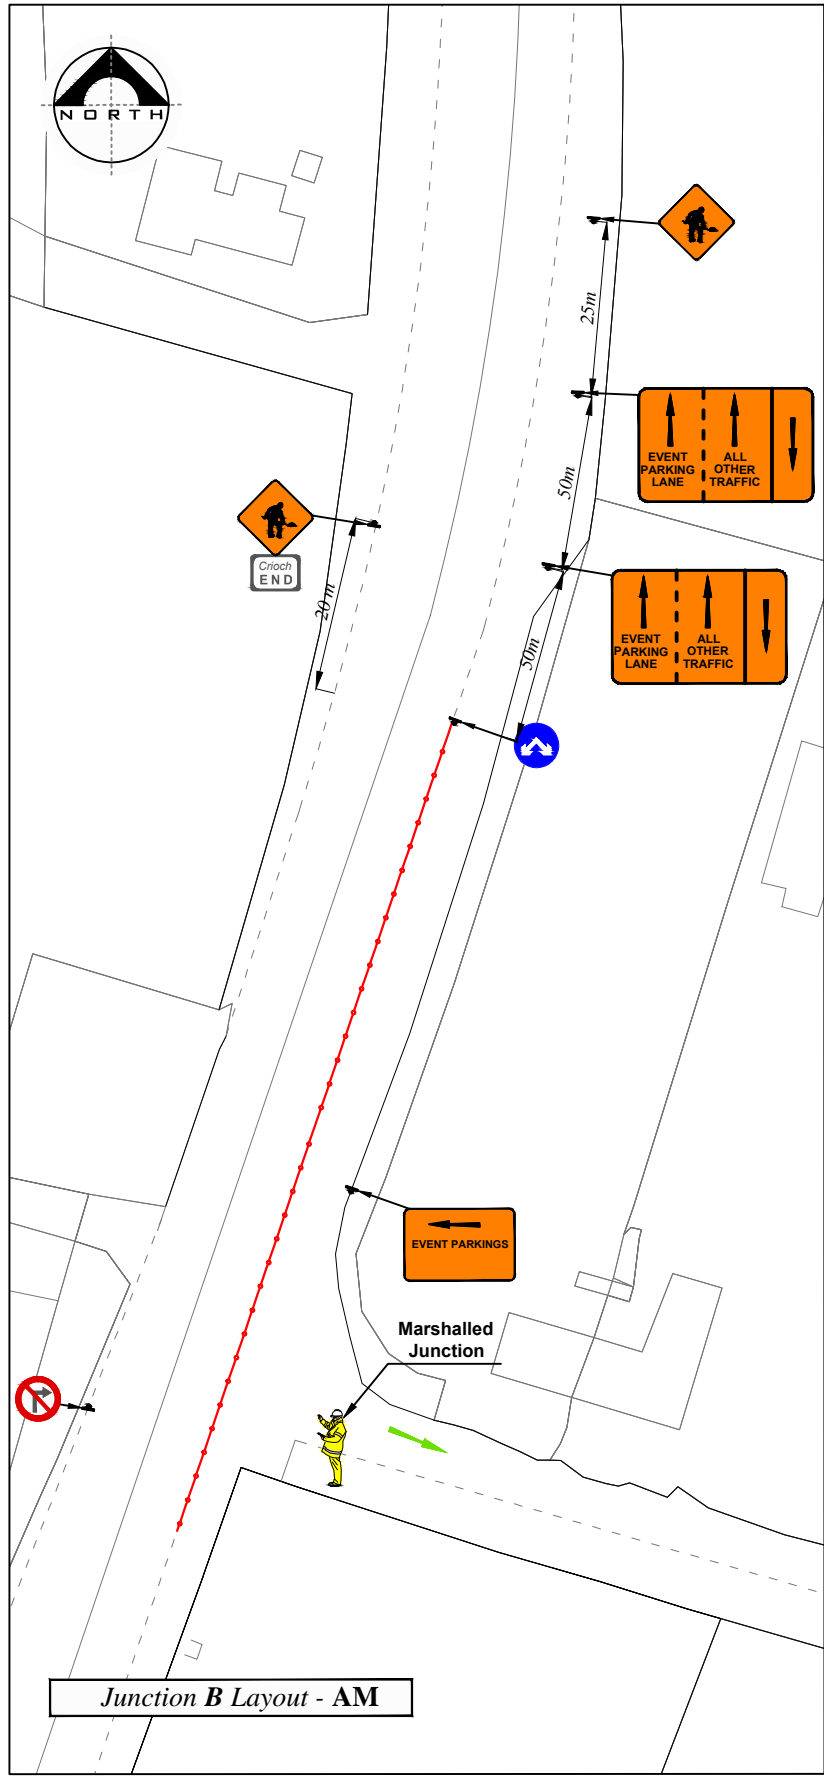 NORTH
25m
EVENT
PARKING
LANE
ALL
OTHER
TRAFFIC
50m
Crioch
END
20 m
EVENT
PARKING
LANE
ALL
OTHER
TRAFFIC
50m
EVENT PARKINGS
Marshalled
Junction
Junction B Layout - AM